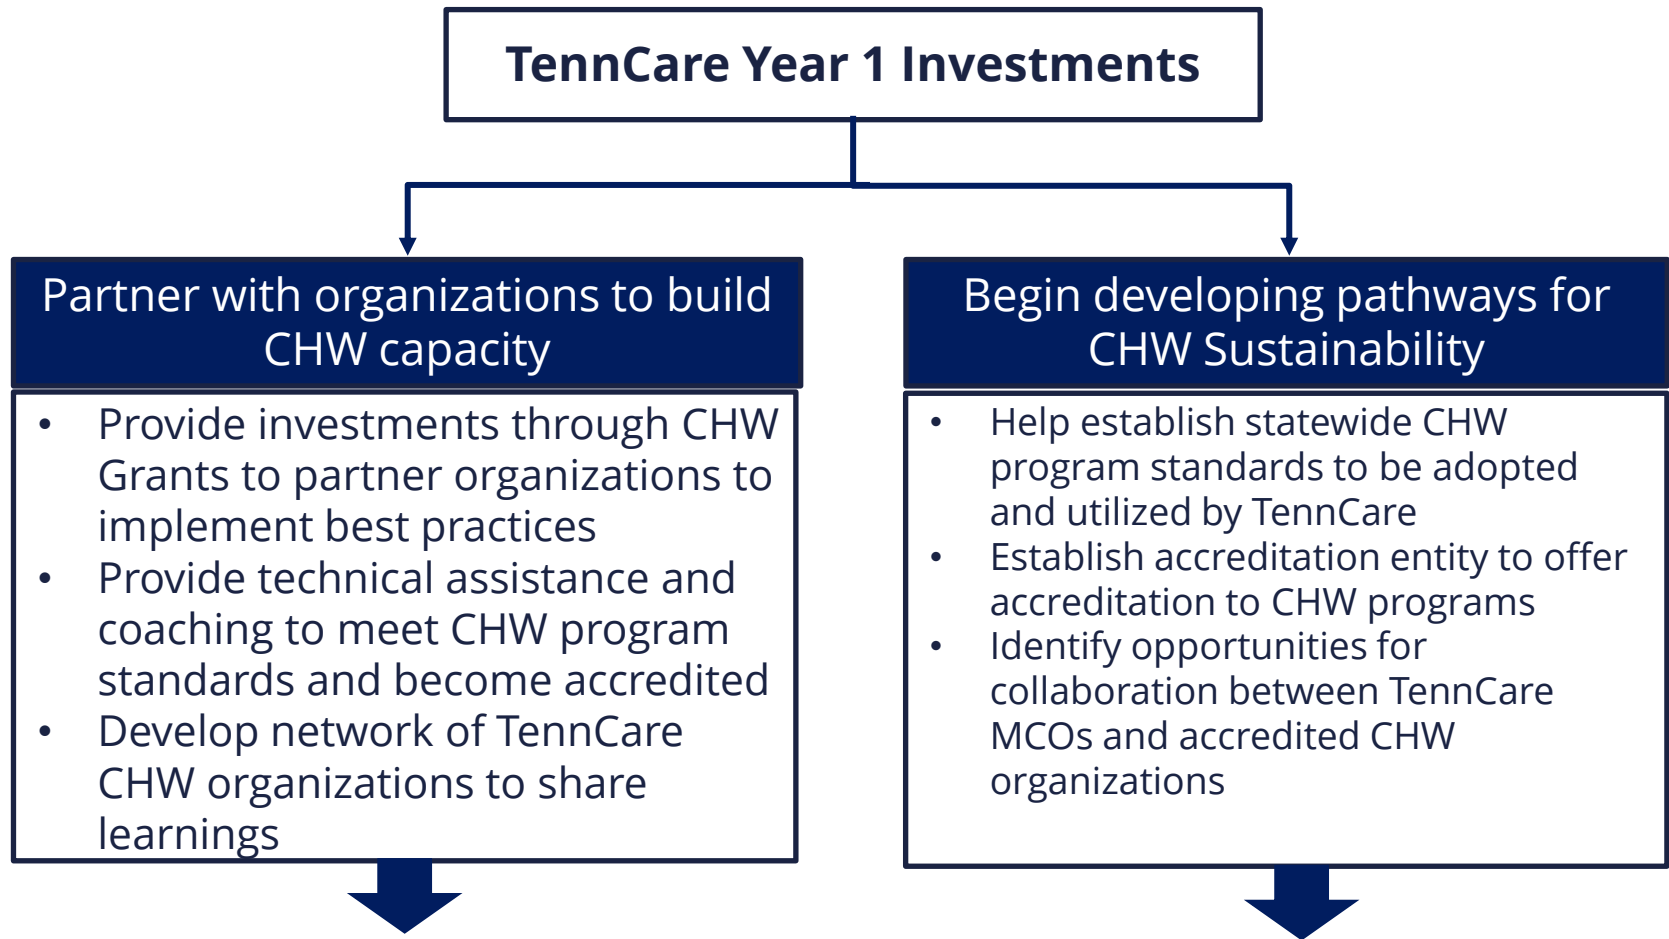 TennCare Year 1 Investments
Partner with organizations to build
CHW capacity
• Provide investments through CHW
Grants to partner organizations to
implement best practices
• Provide technical assistance and
coaching to meet CHW program
standards and become accredited
• Develop network of TennCare
CHW organizations to share
learnings
Begin developing pathways for
CHW Sustainability
• Help establish statewide CHW
program standards to be adopted
and utilized by TennCare
• Establish accreditation entity to offer
accreditation to CHW programs
• Identify opportunities for
collaboration between TennCare
MCOs and accredited CHW
organizations